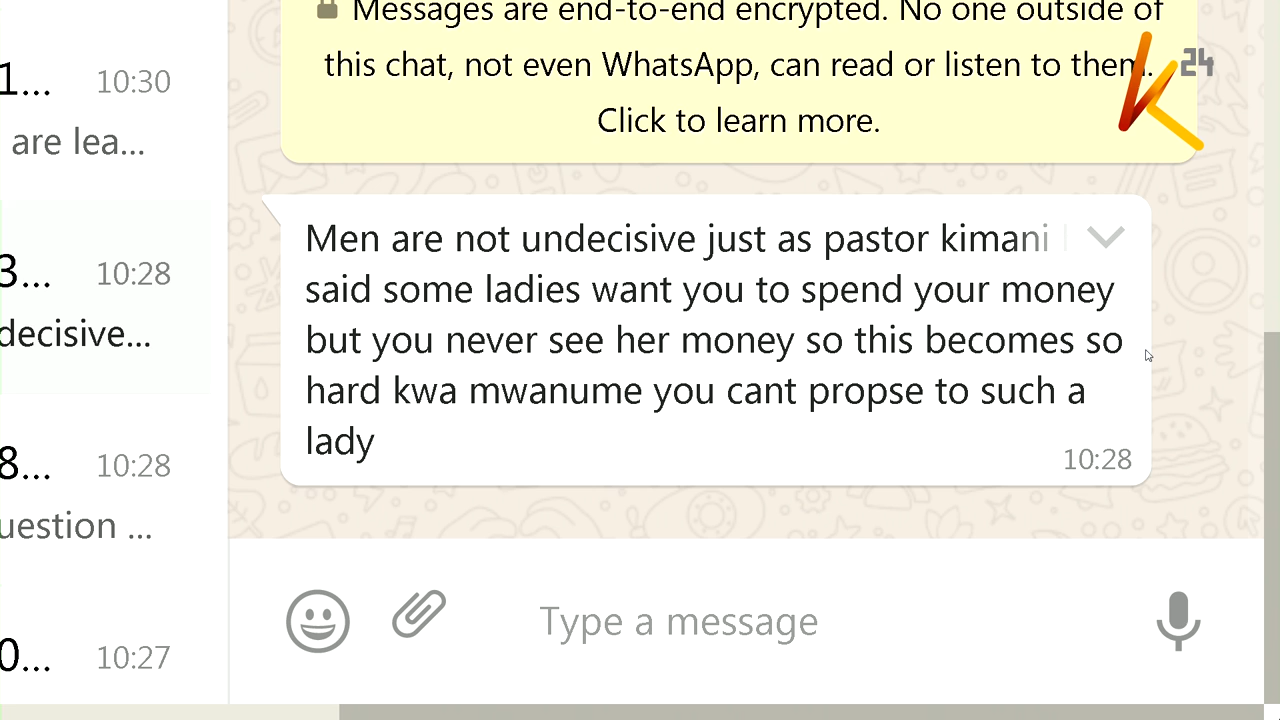 Messages are end-to-end encrypted. No one outside of
this chat, not even WhatsApp, can read or listen to them.
Click to learn more.
24
1... 10:30
are lea...
3... 10:28
decisive...
8... 10:28
uestion ...
0... 10:27
Men are not undecisive just as pastor kimani
said some ladies want you to spend your money
but you never see her money so this becomes so
hard kwa mwanume you cant propse to such a
lady
10:28
Type a message